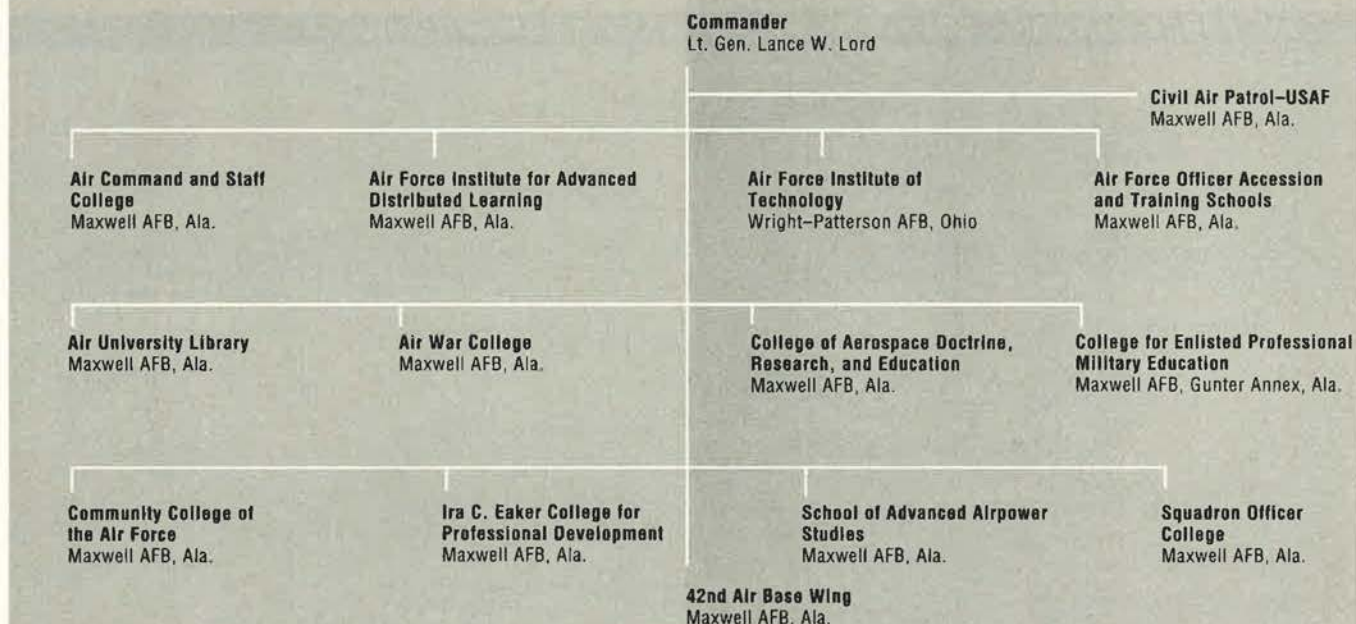 Commander
Lt. Gen. Lance W. Lord
Civil Air Patrol–USAF
Maxwell AFB, Ala.
Air Command and Staff
College
Maxwell AFB, Ala.
Air Force Institute for Advanced
Distributed Learning
Maxwell AFB, Ala.
Air Force Institute of
Technology
Wright–Patterson AFB, Ohio
Air Force Officer Accession
and Training Schools
Maxwell AFB, Ala.
Air University Library
Maxwell AFB, Ala.
Air War College
Maxwell AFB, Ala.
College of Aerospace Doctrine,
Research, and Education
Maxwell AFB, Ala.
College for Enlisted Professional
Military Education
Maxwell AFB, Gunter Annex, Ala.
Community College of
the Air Force
Maxwell AFB, Ala.
Ira C. Eaker College for
Professional Development
Maxwell AFB, Ala.
School of Advanced Airpower
Studies
Maxwell AFB, Ala.
Squadron Officer
College
Maxwell AFB, Ala.
42nd Air Base Wing
Maxwell AFB, Ala.